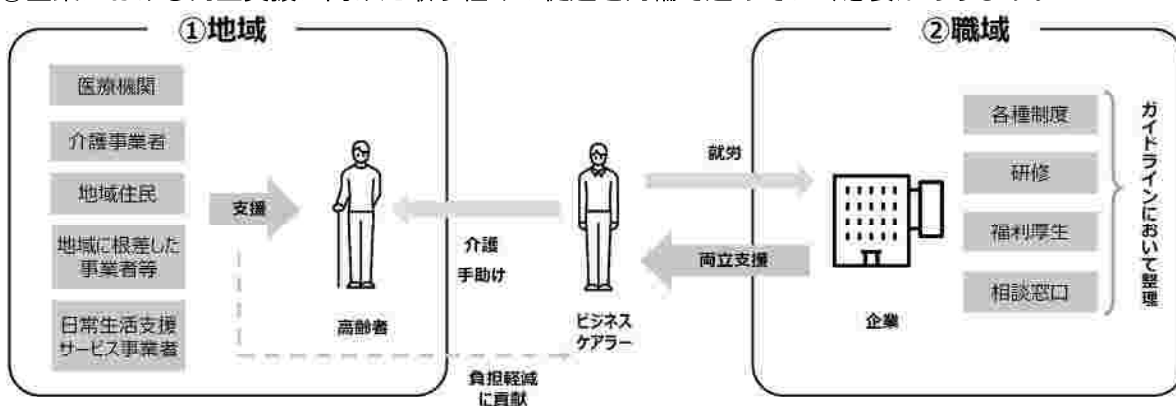 ①地域
医療機関
介護事業者
地域住民
地域に根差した
事業者等
日常生活支援
サービス事業者
支援
高齢者
介護
手助け
負担軽減
に貢献
ビジネス
ケアラー
就労
両立支援
②職域
企業
各種制度
研修
福利厚生
相談窓口
ガイドラインにおいて整理